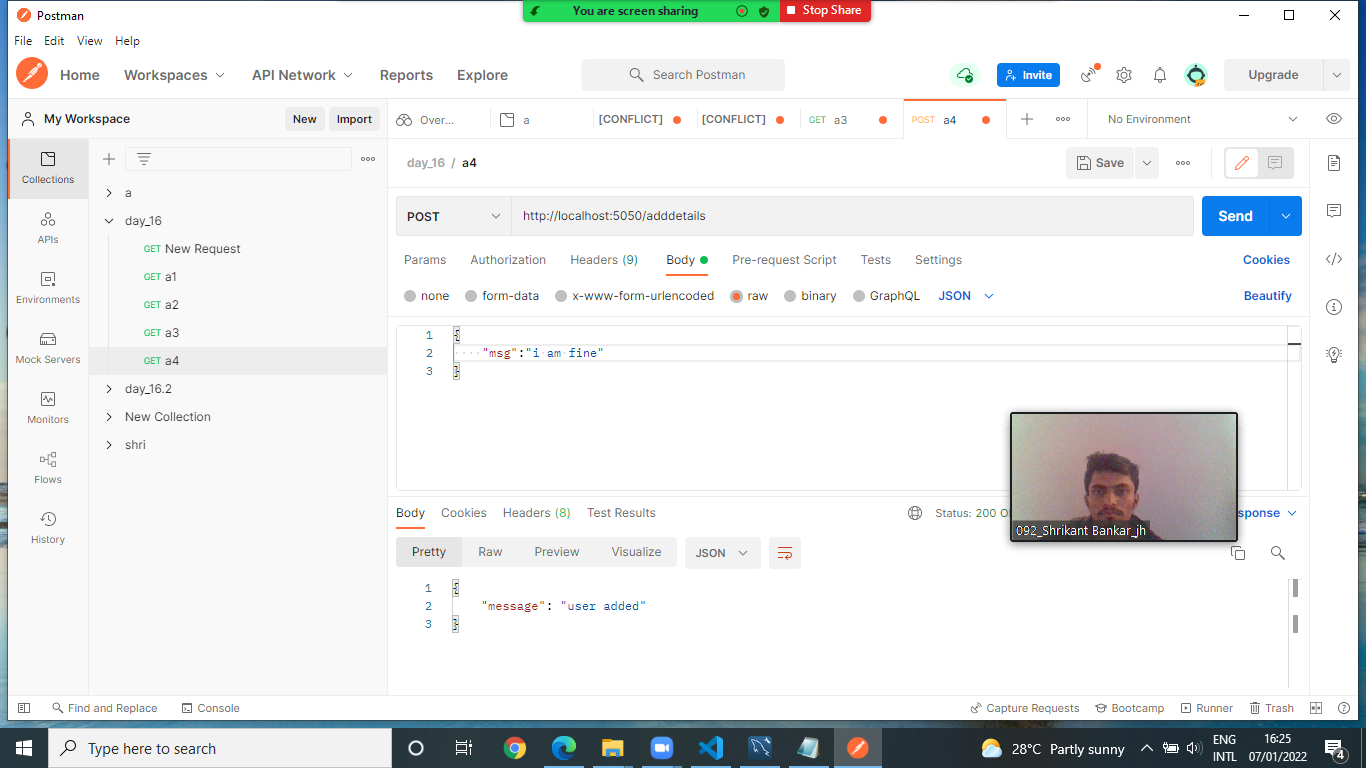 Postman
You are screen sharing
Stop Share
File Edit View Help
Home Workspaces API Network Reports Explore
Search Postman
Invite
Upgrade
My Workspace
New Import
Over...
a
[CONFLICT]
[CONFLICT]
GET a3
POST a4
No Environment
Collections
APIs
Environments
Mock Servers
Monitors
Flows
History
a
day_16
GET New Request
GET a1
GET a2
GET a3
GET a4
day_16.2
New Collection
shri
day_16 / a4
Save
POST http://localhost:5050/adddetails
Send
Params Authorization Headers (9) Body Pre-request Script Tests Settings Cookies
none form-data x-www-form-urlencoded raw binary GraphQL JSON Beautify
1 {
2 "msg":"i am fine"
3 }
092_Shrikant Bankar_jh
Body Cookies Headers (8) Test Results Status: 200 O sponse
Pretty Raw Preview Visualize JSON
1 {
2 "message": "user added"
3 }
Find and Replace Console Capture Requests Bootcamp Runner Trash
Type here to search
28°C Partly sunny
ENG
INTL
16:25
07/01/2022
4